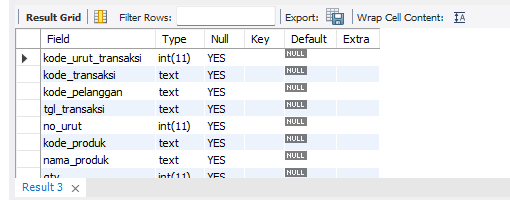 Result Grid Filter Rows: Export: Wrap Cell Content:
Field Type Null Key Default Extra
kode_urut_transaksi int(11) YES NULL
kode_transaksi text YES NULL
kode_pelanggan text YES NULL
tgl_transaksi text YES NULL
no_urut int(11) YES NULL
kode_produk text YES NULL
nama_produk text YES NULL
qty int(11) YES NULL
Result 3